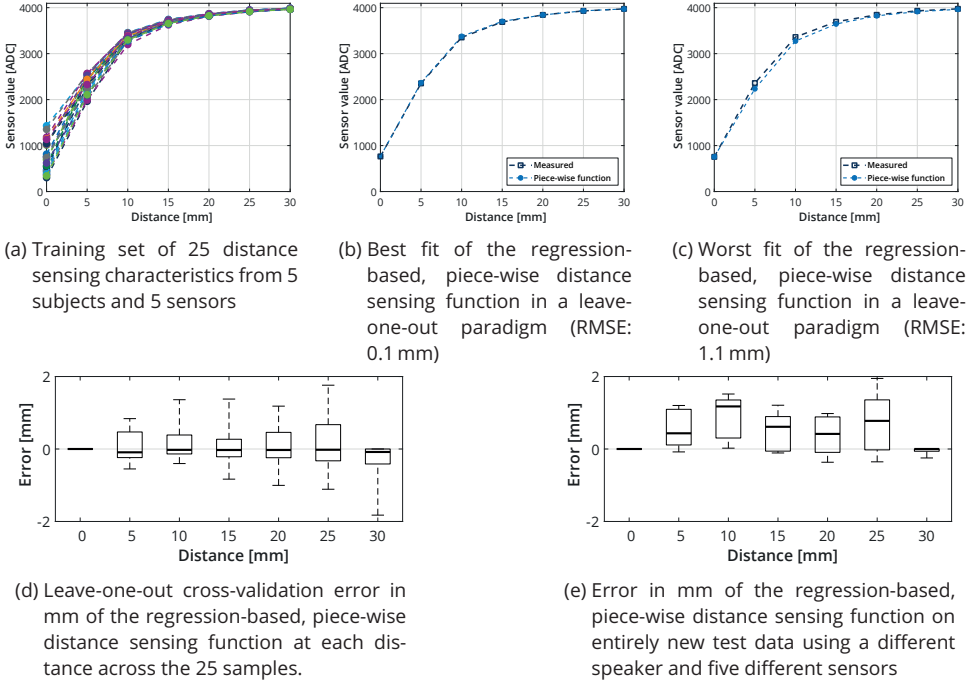 4000
3000
2000
1000
0
Sensor value [ADC]
0 5 10 15 20 25 30
Distance [mm]
4000
3000
2000
1000
0
Sensor value [ADC]
Measured
Piece-wise function
0 5 10 15 20 25 30
Distance [mm]
4000
3000
2000
1000
0
Sensor value [ADC]
Measured
Piece-wise function
0 5 10 15 20 25 30
Distance [mm]
(a) Training set of 25 distance
sensing characteristics from 5
subjects and 5 sensors
(b) Best fit of the regression-
based, piece-wise distance
sensing function in a leave-
one-out paradigm (RMSE:
0.1 mm)
(c) Worst fit of the regression-
based, piece-wise distance
sensing function in a leave-
one-out paradigm (RMSE:
1.1 mm)
2
0
-2
Error [mm]
0 5 10 15 20 25 30
Distance [mm]
2
0
-2
Error [mm]
0 5 10 15 20 25 30
Distance [mm]
(d) Leave-one-out cross-validation error in
mm of the regression-based, piece-wise
distance sensing function at each dis-
tance across the 25 samples.
(e) Error in mm of the regression-based,
piece-wise distance sensing function on
entirely new test data using a different
speaker and five different sensors